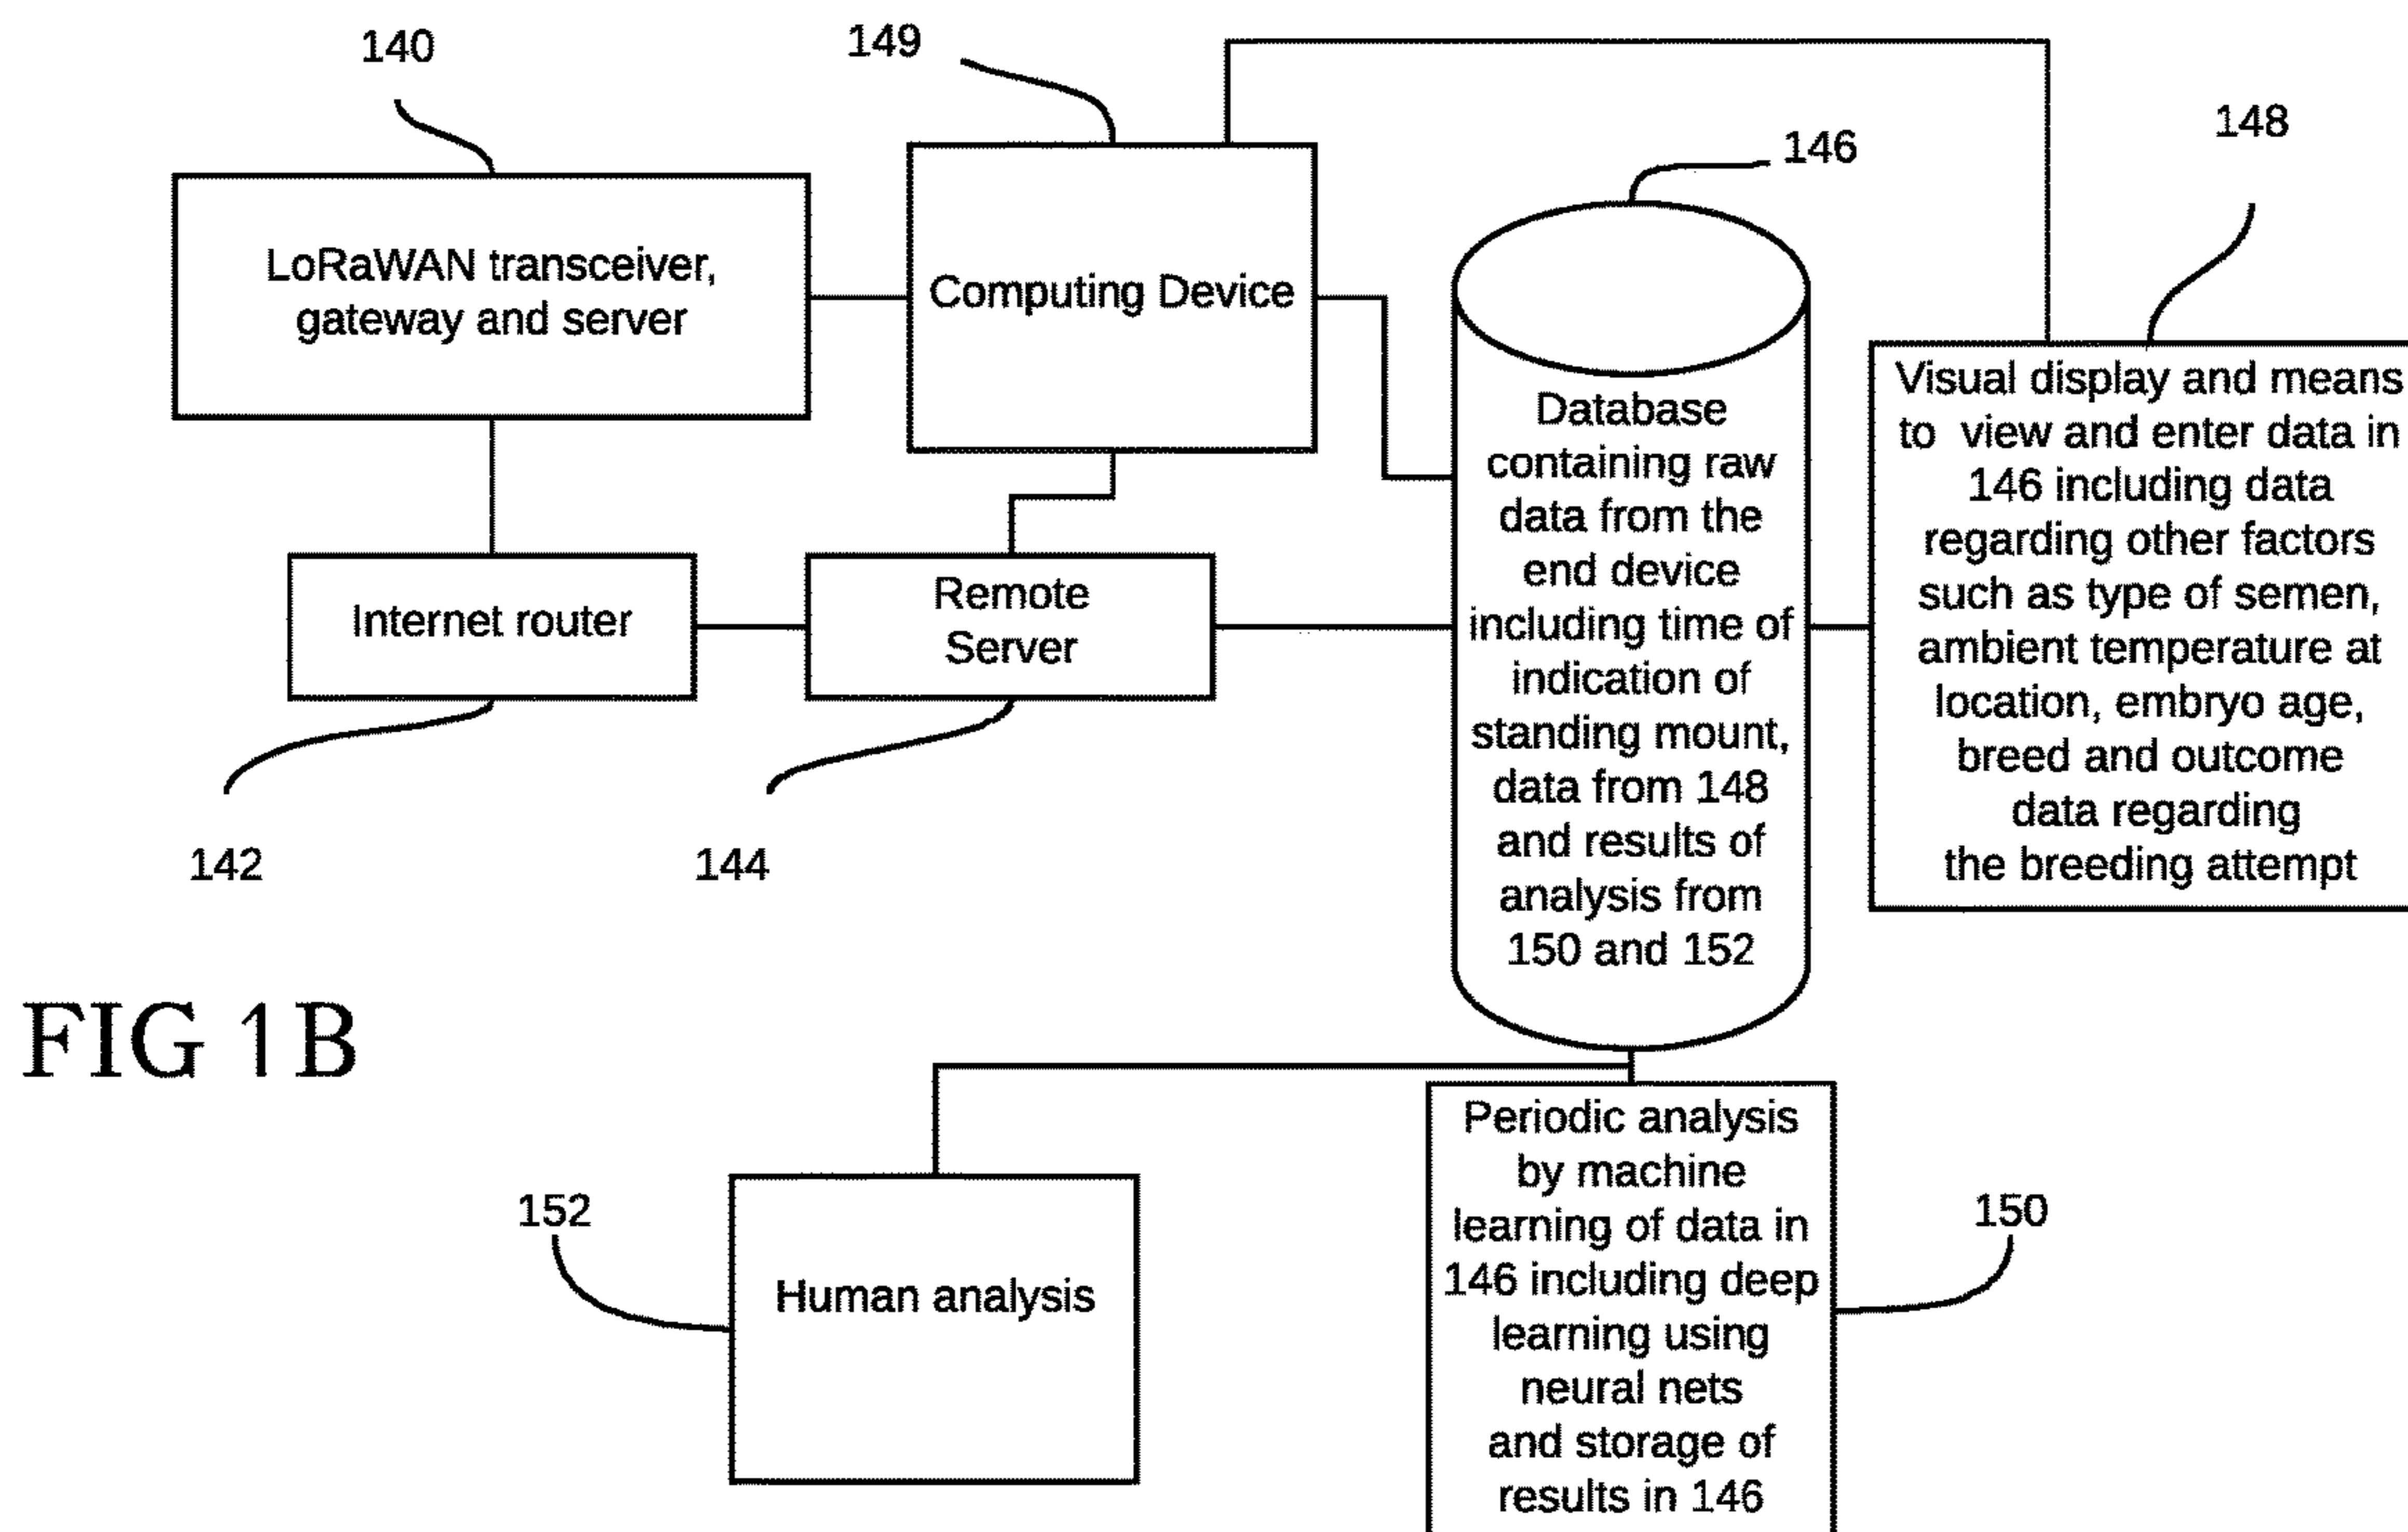 140
149
148
146
LoRaWAN transceiver,
gateway and server
Computing Device
Database
containing raw
data from the
end device
including time of
indication of
standing mount,
data from 148
and results of
analysis from
150 and 152
Visual display and means
to view and enter data in
146 including data
regarding other factors
such as type of semen,
ambient temperature at
location, embryo age,
breed and outcome
data regarding
the breeding attempt
Internet router
Remote
Server
142
144
FIG 1B
152
Human analysis
Periodic analysis
by machine
learning of data in
146 including deep
learning using
neural nets
and storage of
results in 146
150